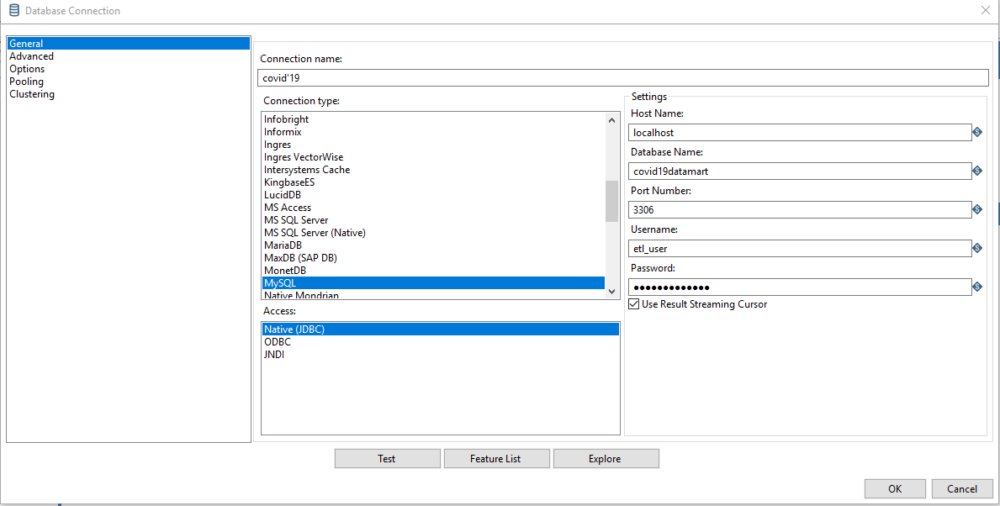 Database Connection
General
Advanced
Options
Pooling
Clustering
Connection name:
covid'19
Connection type:
Infobright
Informix
Ingres
Ingres VectorWise
Intersystems Cache
KingbaseES
LucidDB
MS Access
MS SQL Server
MS SQL Server (Native)
MariaDB
MaxDB (SAP DB)
MonetDB
MySQL
Native Mondrian
Access:
Native (JDBC)
ODBC
JNDI
Settings
Host Name:
localhost
Database Name:
covid19datamart
Port Number:
3306
Username:
etl_user
Password:
●●●●●●●●●●●●●
Use Result Streaming Cursor
Test
Feature List
Explore
OK
Cancel